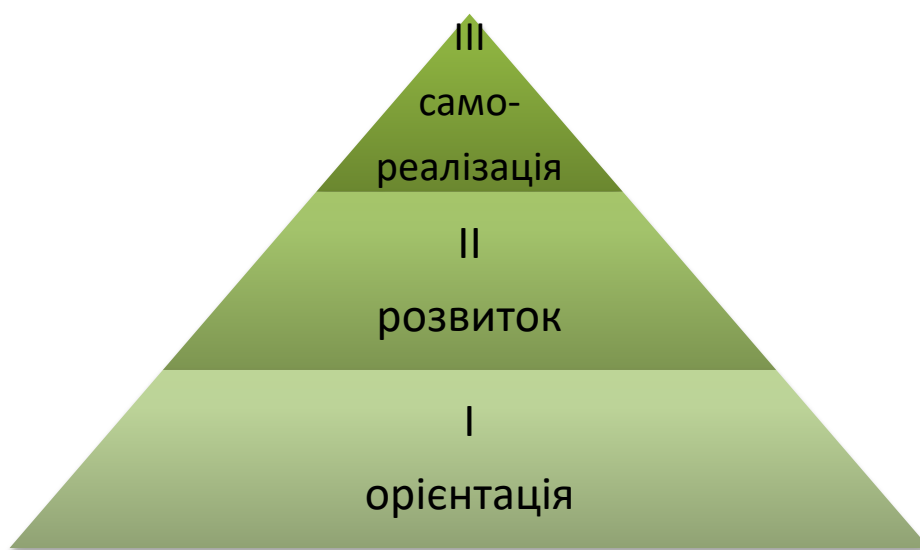 III
само-
реалізація
II
розвиток
I
орієнтація